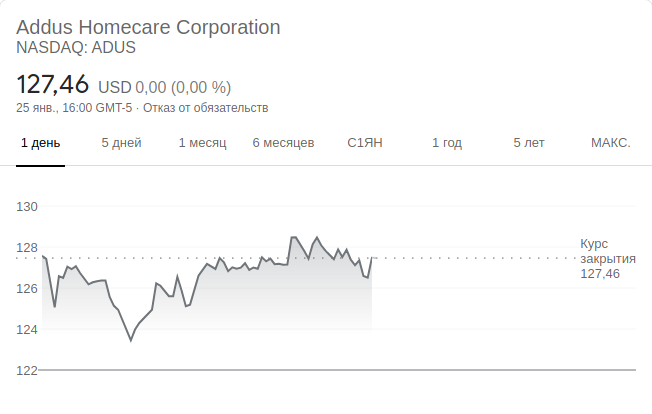 Addus Homecare Corporation
NASDAQ: ADUS
127,46 USD 0,00 (0,00 %)
25 янв., 16:00 GMT-5 · Отказ от обязательств
1 день 5 дней 1 месяц 6 месяцев С1ЯН 1 год 5 лет МАКС.
130
128
126
124
122
Курс
закрытия
127,46